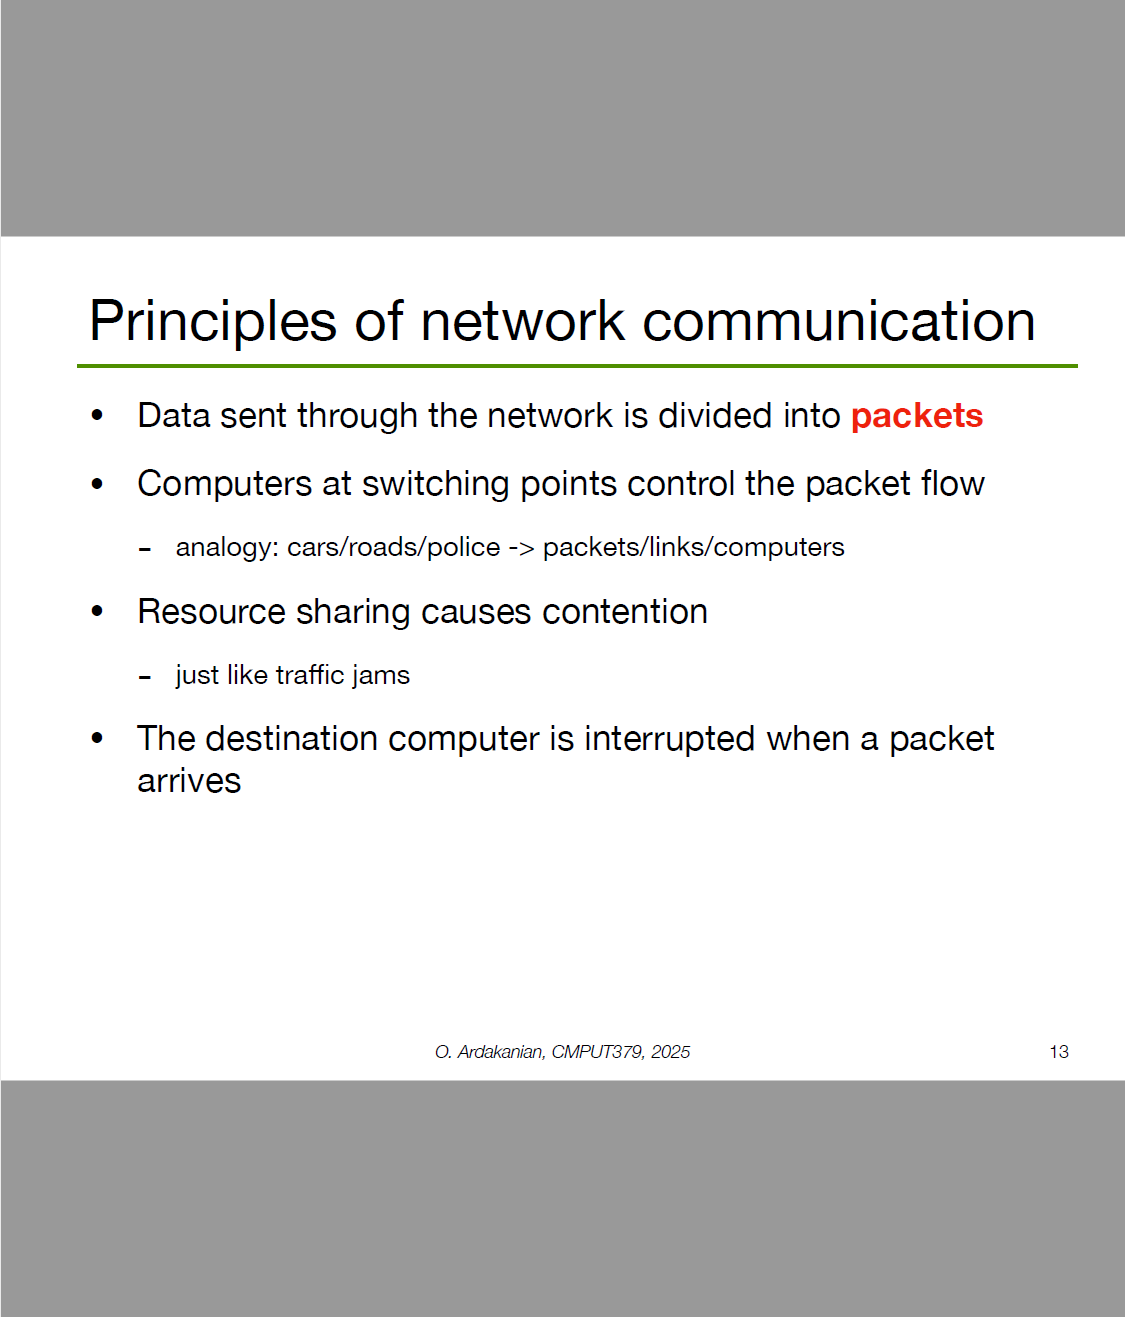 Principles of network communication
• Data sent through the network is divided into packets
• Computers at switching points control the packet flow
- analogy: cars/roads/police -> packets/links/computers
• Resource sharing causes contention
- just like traffic jams
• The destination computer is interrupted when a packet
arrives
O. Ardakanian, CMPUT379, 2025
13